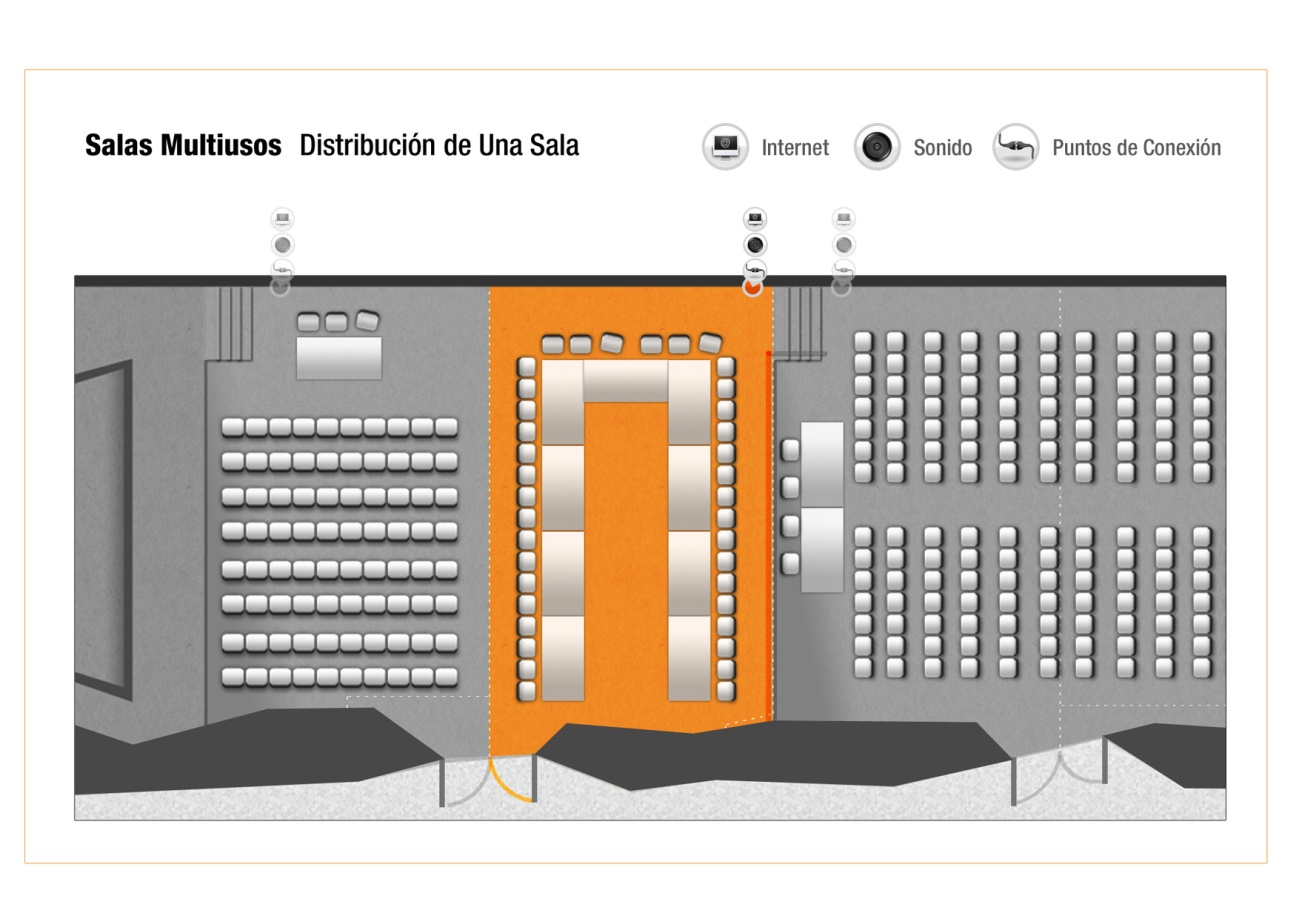 Salas Multiusos Distribución de Una Sala
Internet
Sonido
Puntos de Conexión